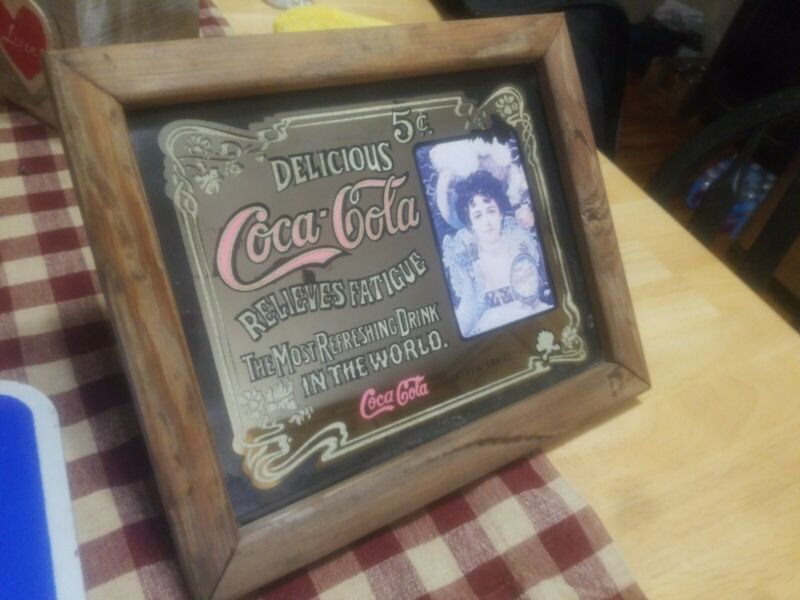 5¢
DELICIOUS
Coca-Cola
RELIEVES FATIGUE
THE MOST REFRESHING DRINK
IN THE WORLD.
Coca-Cola